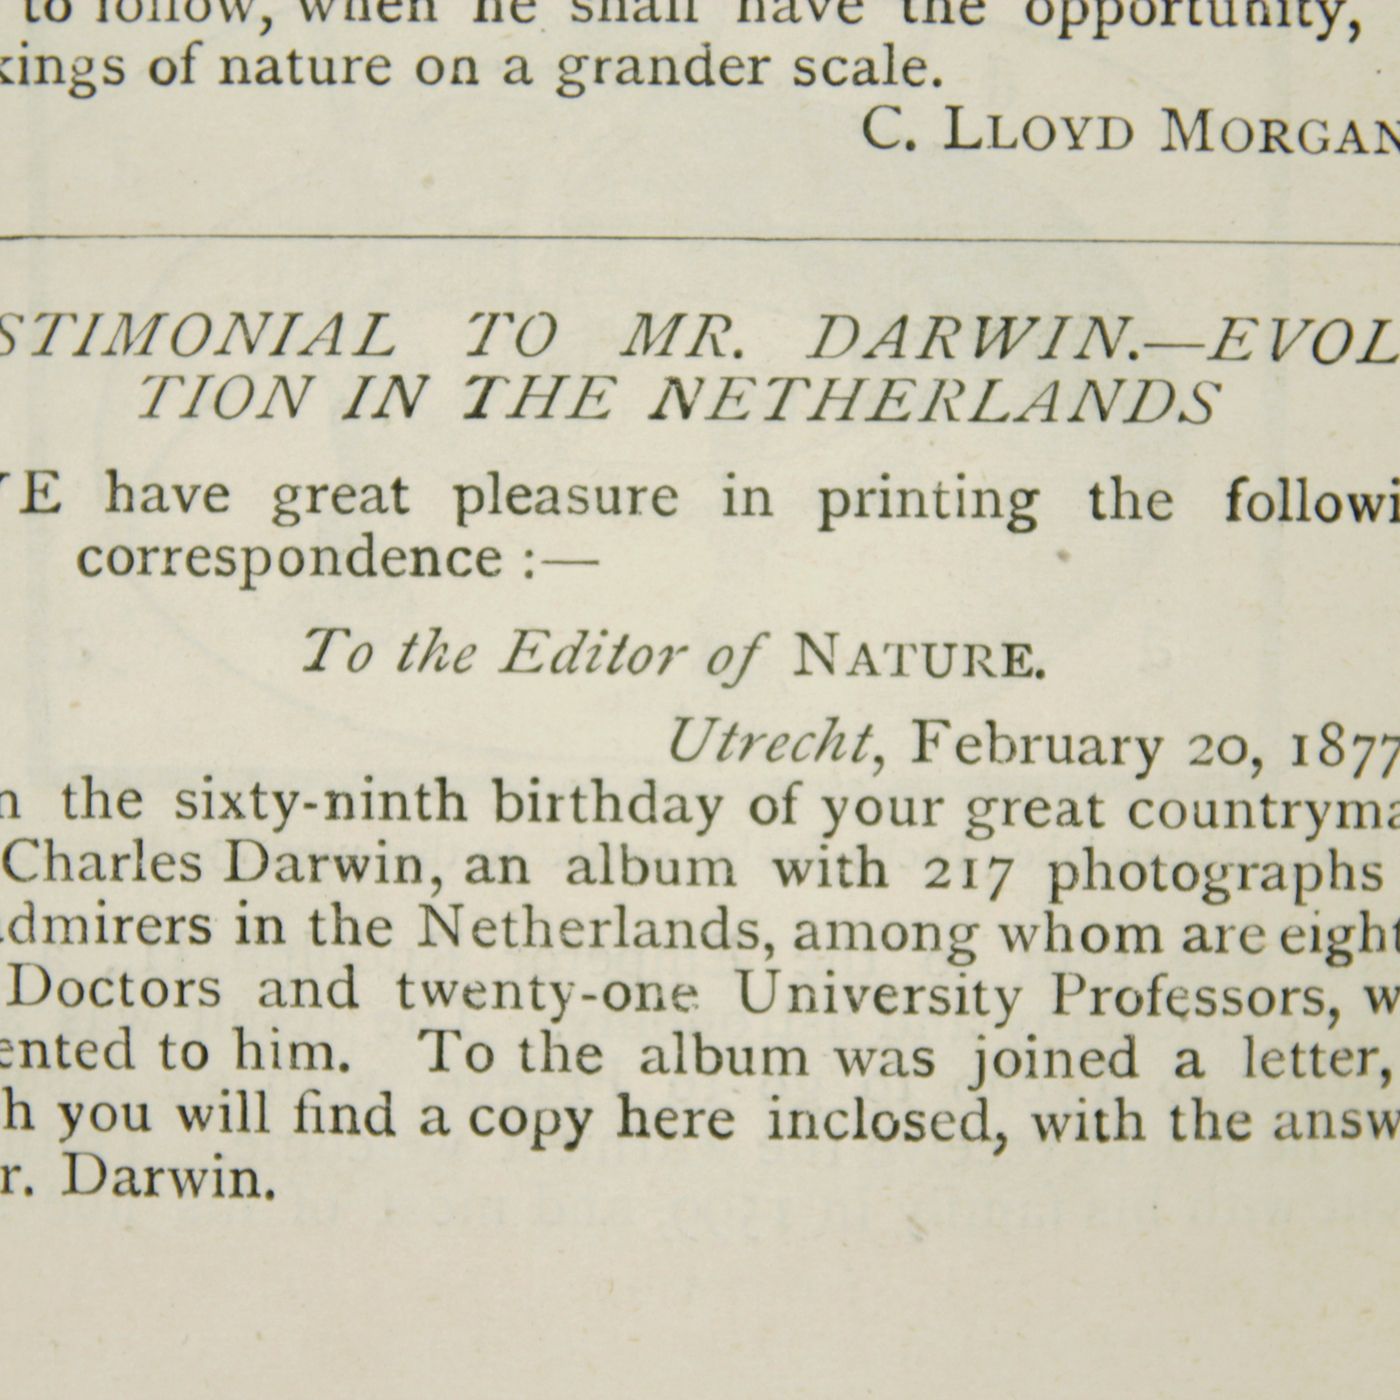 to follow, when he shall have the opportunity,
kings of nature on a grander scale.
C. LLOYD MORGAN
STIMONIAL TO MR. DARWIN.—EVOL
TION IN THE NETHERLANDS
WE have great pleasure in printing the followi
correspondence :—
To the Editor of NATURE.
Utrecht, February 20, 1877
n the sixty-ninth birthday of your great countryma
Charles Darwin, an album with 217 photographs
admirers in the Netherlands, among whom are eight
Doctors and twenty-one University Professors, w
ented to him. To the album was joined a letter,
h you will find a copy here inclosed, with the answ
r. Darwin.